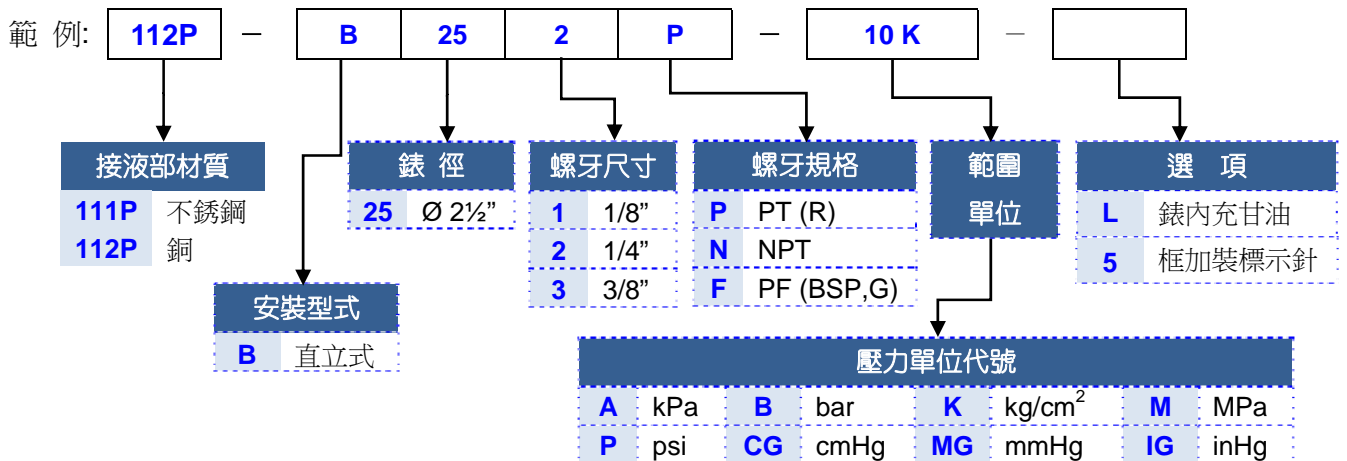 範 例: 112P － B 25 2 P － 10 K －
接液部材質
111P 不銹鋼
112P 銅
安裝型式
B 直立式
錶 徑
25 Ø 2½”
螺牙尺寸
1 1/8”
2 1/4”
3 3/8”
螺牙規格
P PT (R)
N NPT
F PF (BSP,G)
範圍
單位
選 項
L 錶內充甘油
5 框加裝標示針
壓力單位代號
A kPa B bar K kg/cm² M MPa
P psi CG cmHg MG mmHg IG inHg